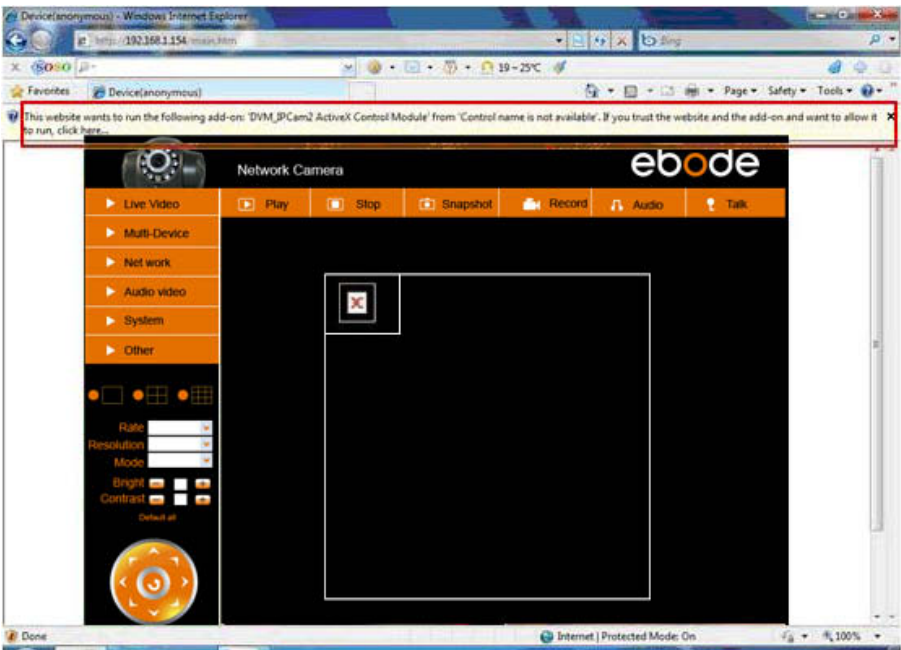 Device(anonymous) - Windows Internet Explorer
http://192.168.1.154/main.htm
Bing
SOSO
19~25℃
Favorites
Device(anonymous)
Page
Safety
Tools
This website wants to run the following add-on: 'DVM_IPCam2 ActiveX Control Module' from 'Control name is not available'. If you trust the website and the add-on and want to allow it
to run, click here...
Network Camera
ebode
Live Video
Play
Stop
Snapshot
Record
Audio
Talk
Multi-Device
Net work
Audio video
System
Other
Rate
Resolution
Mode
Bright
Contrast
Default all
Done
Internet | Protected Mode: On
100%